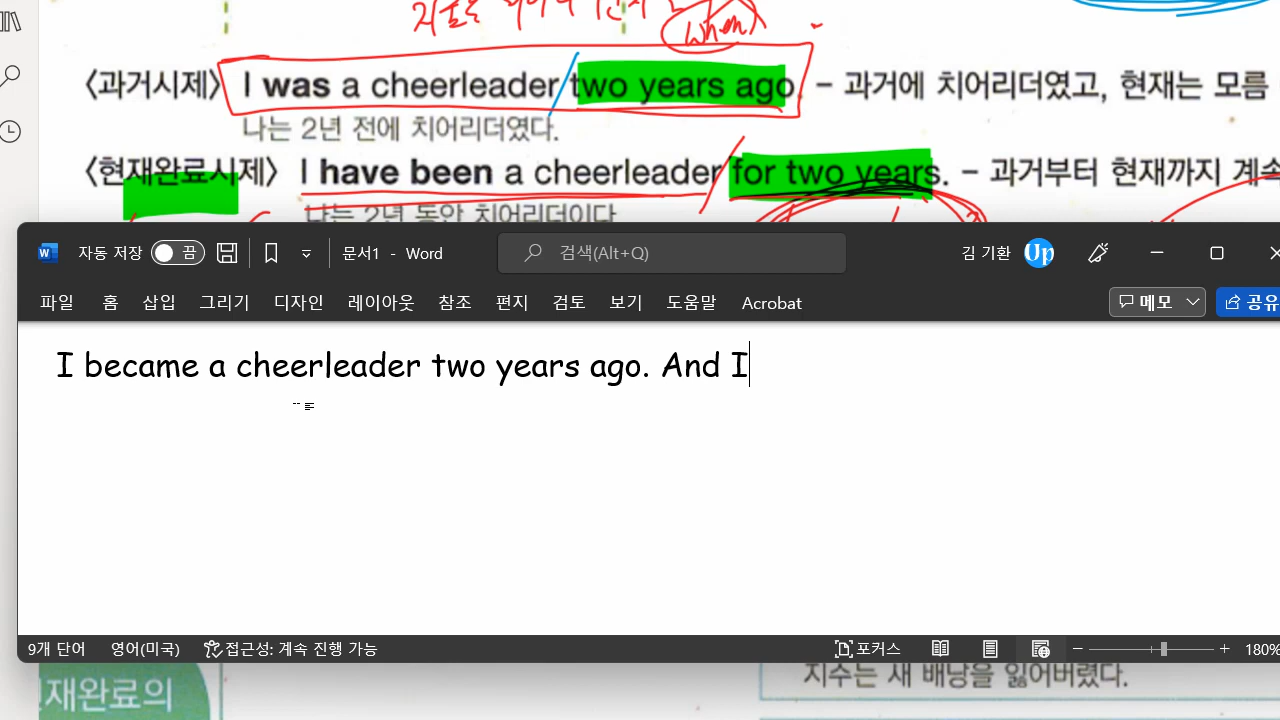 when
〈과거시제〉 I was a cheerleader two years ago. – 과거에 치어리더였고, 현재는 모름
나는 2년 전에 치어리더였다.
〈현재완료시제〉 I have been a cheerleader for two years. – 과거부터 현재까지 계속
나는 2년 동안 치어리더이다
자동 저장 끔 문서1 - Word 검색(Alt+Q) 김 기환 Up
파일 홈 삽입 그리기 디자인 레이아웃 참조 편지 검토 보기 도움말 Acrobat 메모 공유
I became a cheerleader two years ago. And I
9개 단어 영어(미국) 접근성: 계속 진행 가능 포커스 180%
현재완료의
지수는 새 배낭을 잃어버렸다.